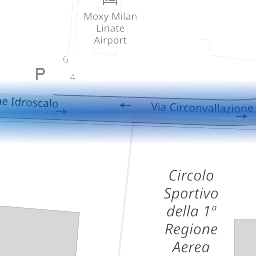 Moxy Milan
Linate
Airport
6
P
4
ne Idroscalo
Via Circonvallazione
Circolo
Sportivo
della 1ª
Regione
Aerea